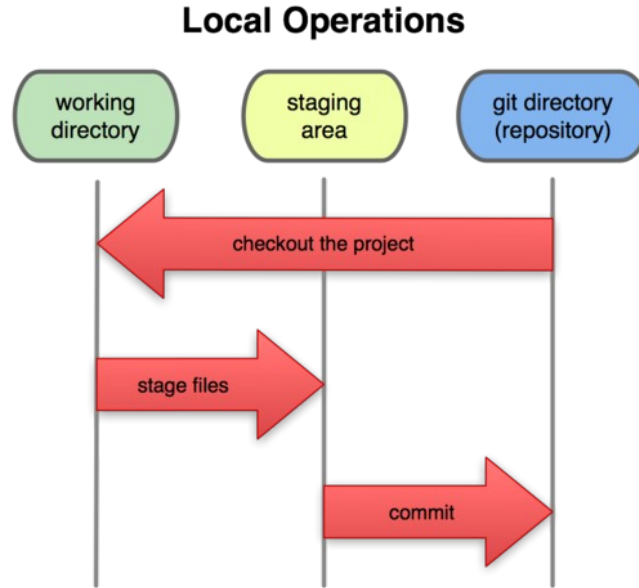 Local Operations
working
directory
staging
area
git directory
(repository)
checkout the project
stage files
commit